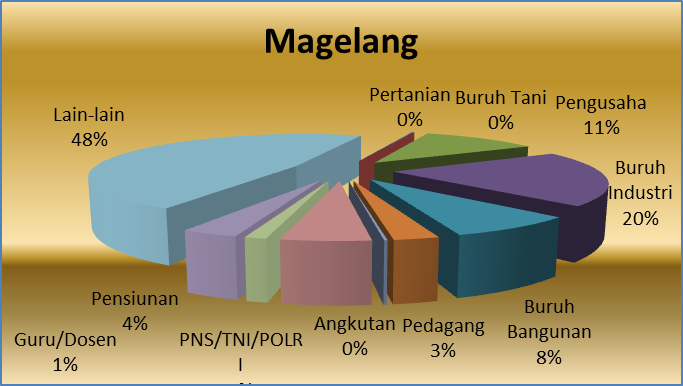 Magelang
Lain-lain
48%
Pertanian
0%
Buruh Tani
0%
Pengusaha
11%
Buruh
Industri
20%
Buruh
Bangunan
8%
Pedagang
3%
Angkutan
0%
PNS/TNI/POLR
I
Pensiunan
4%
Guru/Dosen
1%